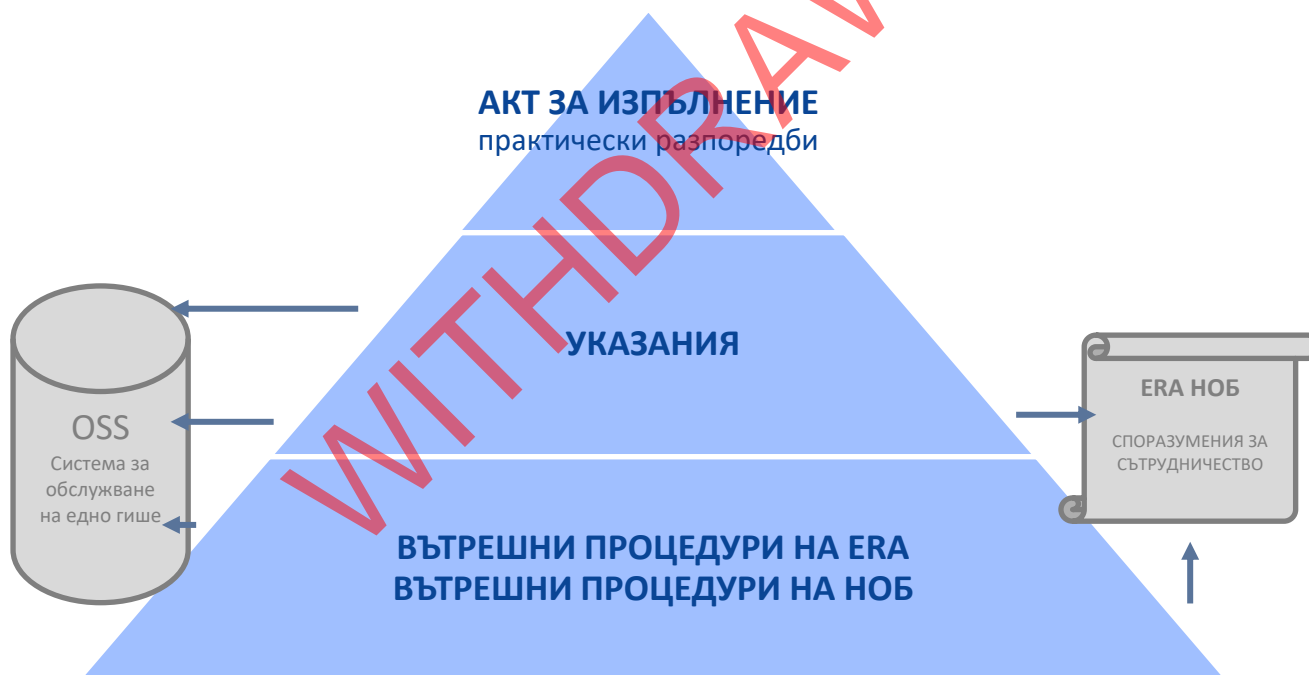 АКТ ЗА ИЗПЪЛНЕНИЕ
практически разпоредби
УКАЗАНИЯ
OSS
Система за
обслужване
на едно гише
ERA НОБ
СПОРАЗУМЕНИЯ ЗА
СЪТРУДНИЧЕСТВО
ВЪТРЕШНИ ПРОЦЕДУРИ НА ERA
ВЪТРЕШНИ ПРОЦЕДУРИ НА НОБ
WITHDRAW